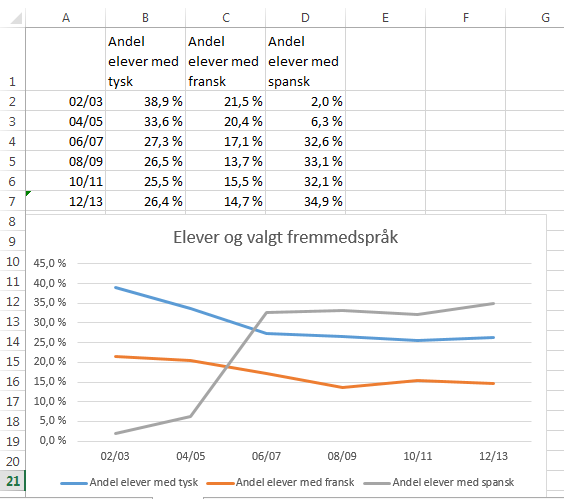 A B C D E F G
1 Andel elever med tysk Andel elever med fransk Andel elever med spansk
2 02/03 38,9 % 21,5 % 2,0 %
3 04/05 33,6 % 20,4 % 6,3 %
4 06/07 27,3 % 17,1 % 32,6 %
5 08/09 26,5 % 13,7 % 33,1 %
6 10/11 25,5 % 15,5 % 32,1 %
7 12/13 26,4 % 14,7 % 34,9 %
8
9 Elever og valgt fremmedspråk
10 45,0 %
11 40,0 %
12 35,0 %
13 30,0 %
14 25,0 %
15 20,0 %
16 15,0 %
17 10,0 %
18 5,0 %
19 0,0 %
20 02/03 04/05 06/07 08/09 10/11 12/13
21 Andel elever med tysk Andel elever med fransk Andel elever med spansk